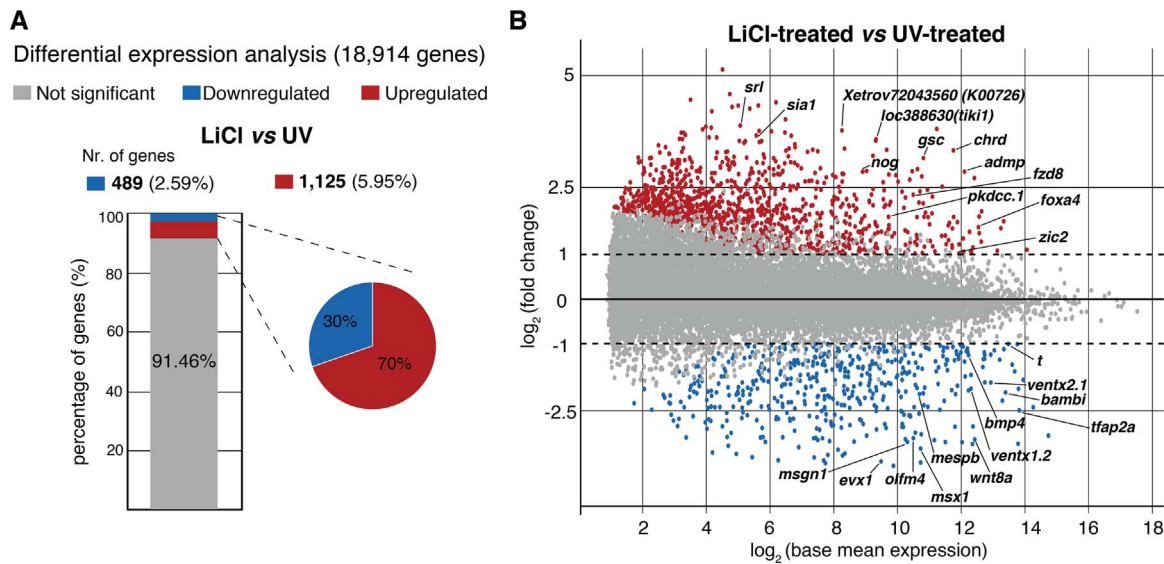 A
Differential expression analysis (18,914 genes)
Not significant Downregulated Upregulated
LiCl vs UV
Nr. of genes
489 (2.59%) 1,125 (5.95%)
percentage of genes (%)
100
80
60
40
20
91.46%
30%
70%
B
LiCl-treated vs UV-treated
log2 (fold change)
5
2.5
1
0
-1
-2.5
srl
sia1
Xetrov72043560 (K00726)
loc388630(tiki1)
gsc
chrd
nog
admp
fzd8
pkdcc.1
foxa4
zic2
t
ventx2.1
bambi
bmp4
tfap2a
ventx1.2
mespb
msgn1
wnt8a
evx1
olfm4
msx1
2 4 6 8 10 12 14 16 18
log2 (base mean expression)